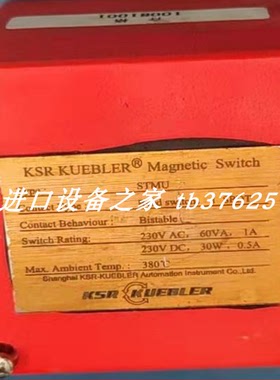 10018001
KSR KUEBLER® Magnetic Switch
STMU
进口设备之家 tb37625
Contact Behaviour: Bistable
Switch Rating: 230V AC, 60VA, 1A
230V DC, 30W, 0.5A
Max. Ambient Temp.:
Shanghai KSR-KUEBLER Automation Instrument Co.,Ltd.
KSR KUEBLER